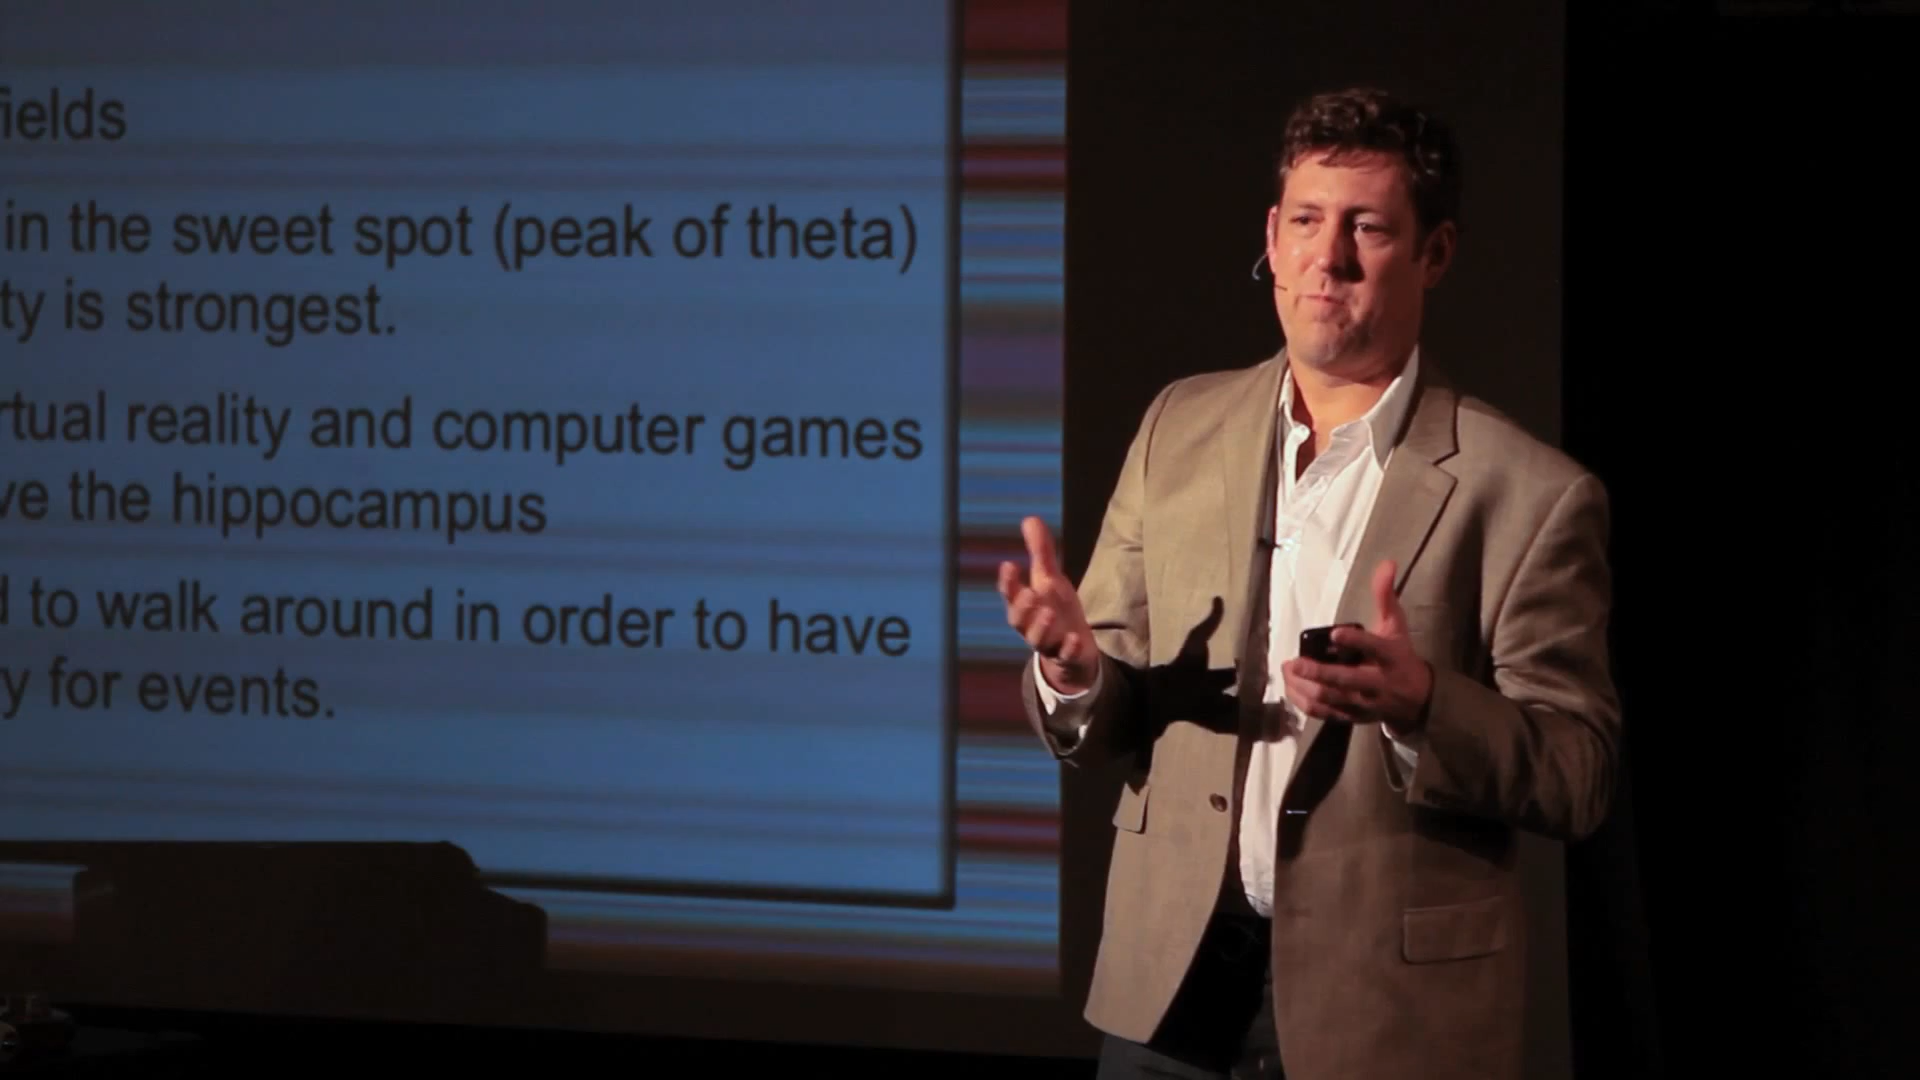 fields
in the sweet spot (peak of theta)
ty is strongest.
rtual reality and computer games
ve the hippocampus
d to walk around in order to have
y for events.